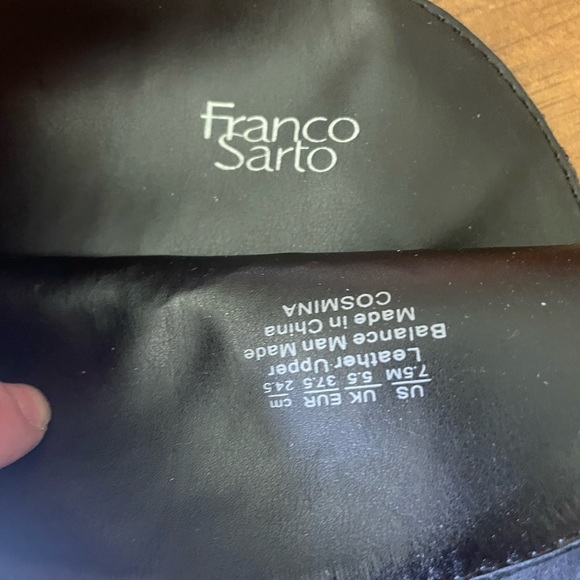 Franco
Sarto
US UK EUR cm
7.5M 5.5 37.5 24.5
Leather Upper
Balance Man Made
Made in China
COSMINA